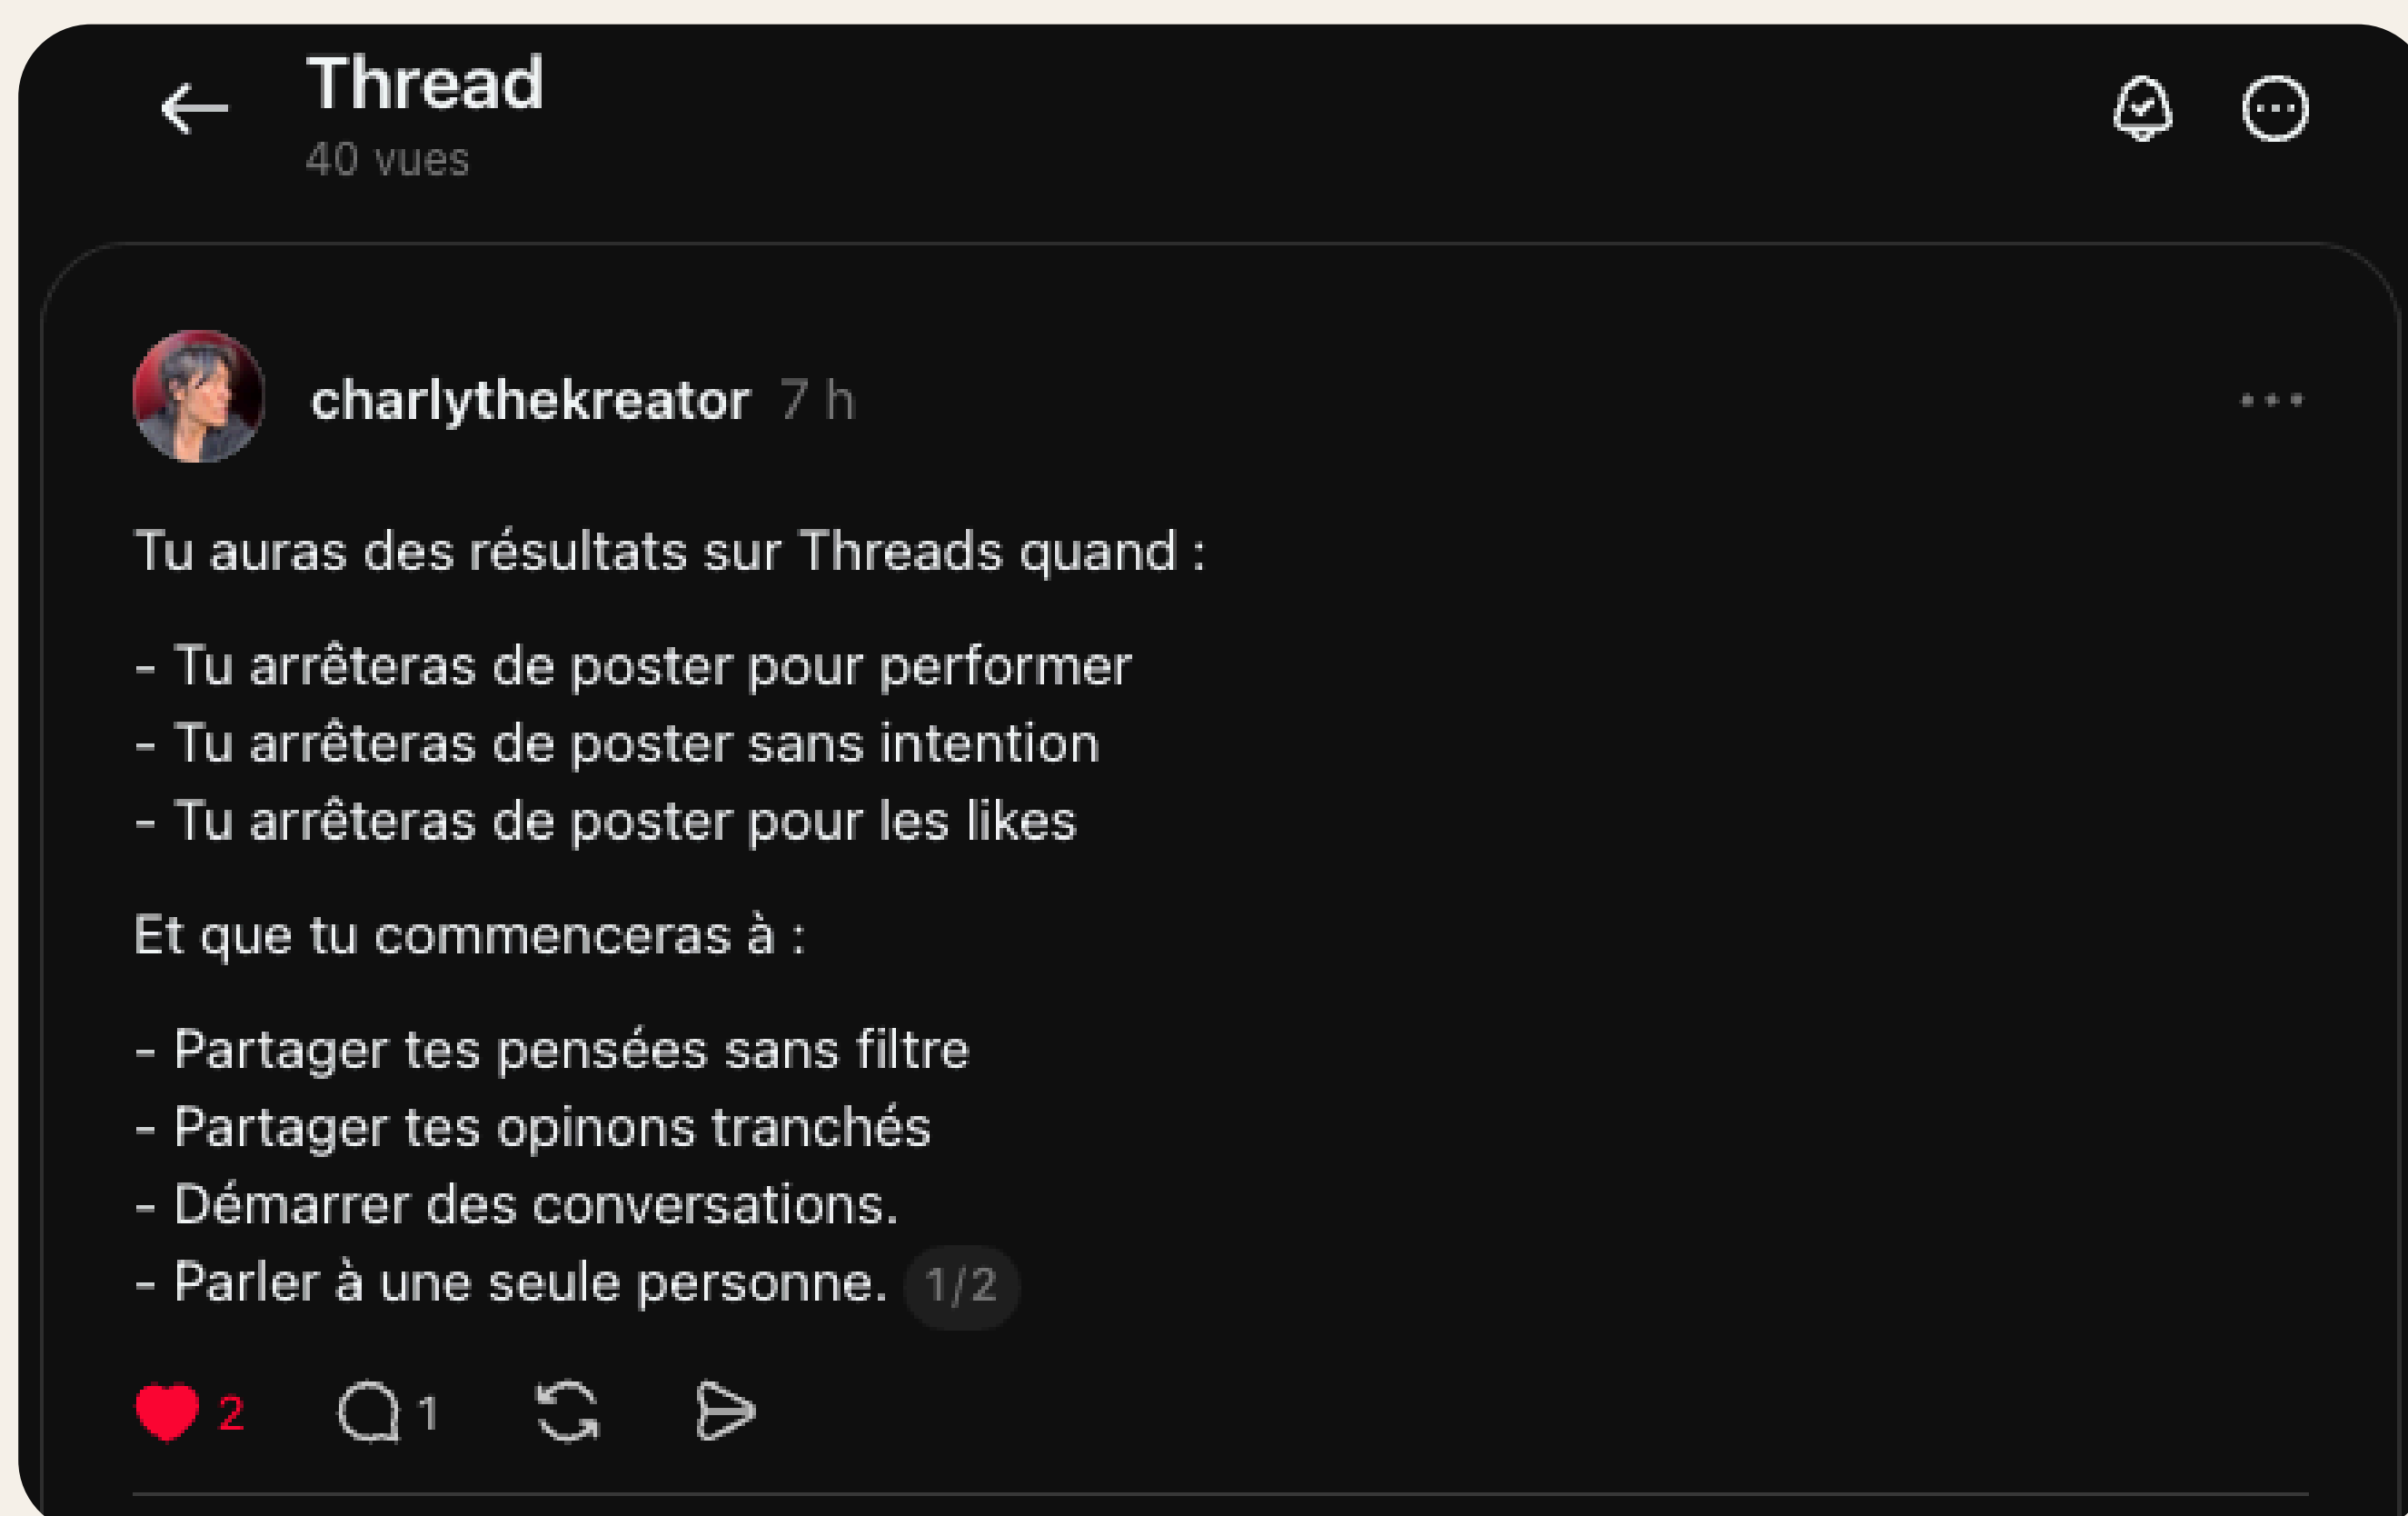 Thread
40 vues
charlythekreator 7 h
Tu auras des résultats sur Threads quand :
- Tu arrêteras de poster pour performer
- Tu arrêteras de poster sans intention
- Tu arrêteras de poster pour les likes
Et que tu commenceras à :
- Partager tes pensées sans filtre
- Partager tes opinons tranchés
- Démarrer des conversations.
- Parler à une seule personne. 1/2
2 1